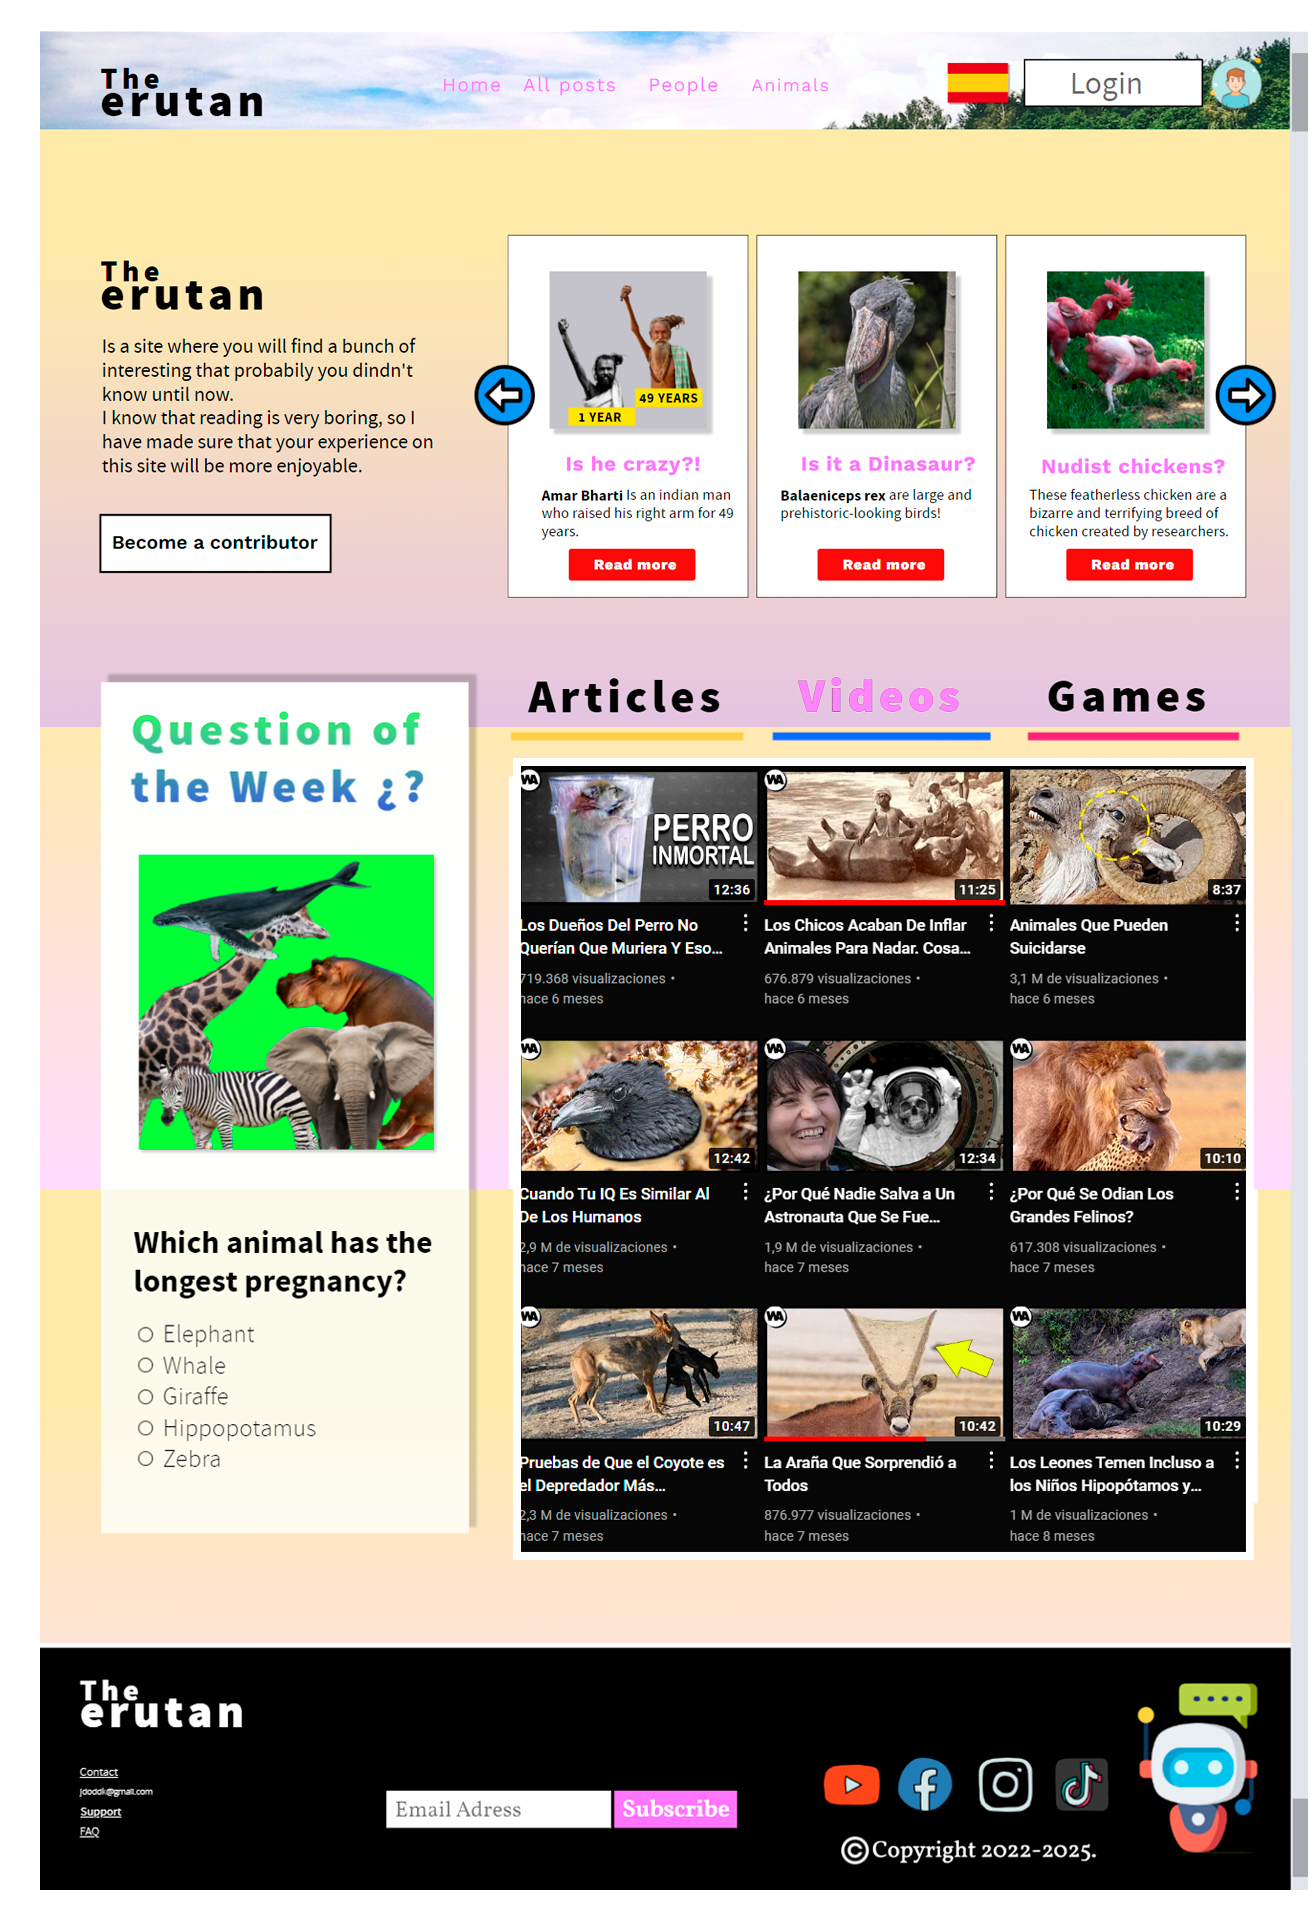 The
erutan
Home All posts People Animals
Login
The
erutan
Is a site where you will find a bunch of
interesting that probabily you dindn't
know until now.
I know that reading is very boring, so I
have made sure that your experience on
this site will be more enjoyable.
Become a contributor
49 YEARS
1 YEAR
Is he crazy?!
Amar Bharti Is an indian man
who raised his right arm for 49
years.
Read more
Is it a Dinasaur?
Balaeniceps rex are large and
prehistoric-looking birds!
Read more
Nudist chickens?
These featherless chicken are a
bizarre and terrifying breed of
chicken created by researchers.
Read more
Question of
the Week ¿?
Which animal has the
longest pregnancy?
Elephant
Whale
Giraffe
Hippopotamus
Zebra
Articles Videos Games
WA
PERRO
INMORTAL
12:36
Los Dueños Del Perro No
Querían Que Muriera Y Eso...
719.368 visualizaciones •
hace 6 meses
WA
11:25
Los Chicos Acaban De Inflar
Animales Para Nadar. Cosa...
676.879 visualizaciones •
hace 6 meses
8:37
Animales Que Pueden
Suicidarse
3,1 M de visualizaciones •
hace 6 meses
WA
12:42
Cuando Tu IQ Es Similar Al
De Los Humanos
2,9 M de visualizaciones •
hace 7 meses
WA
12:34
¿Por Qué Nadie Salva a Un
Astronauta Que Se Fue...
1,9 M de visualizaciones •
hace 7 meses
WA
10:10
¿Por Qué Se Odian Los
Grandes Felinos?
617.308 visualizaciones •
hace 7 meses
WA
10:47
Pruebas de Que el Coyote es
el Depredador Más...
2,3 M de visualizaciones •
hace 7 meses
WA
10:42
La Araña Que Sorprendió a
Todos
876.977 visualizaciones •
hace 7 meses
WA
10:29
Los Leones Temen Incluso a
los Niños Hipopótamos y...
1 M de visualizaciones •
hace 8 meses
The
erutan
Contact
jdoddk@gmail.com
Support
FAQ
Email Adress
Subscribe
©Copyright 2022-2025.